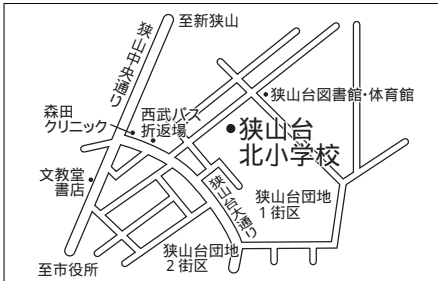 至新狭山
狭山中央通り
森田
クリニック
西武バス
折返場
狭山台図書館・体育館
狭山台
北小学校
文教堂
書店
狭山台大通り
狭山台団地
1街区
狭山台団地
2街区
至市役所